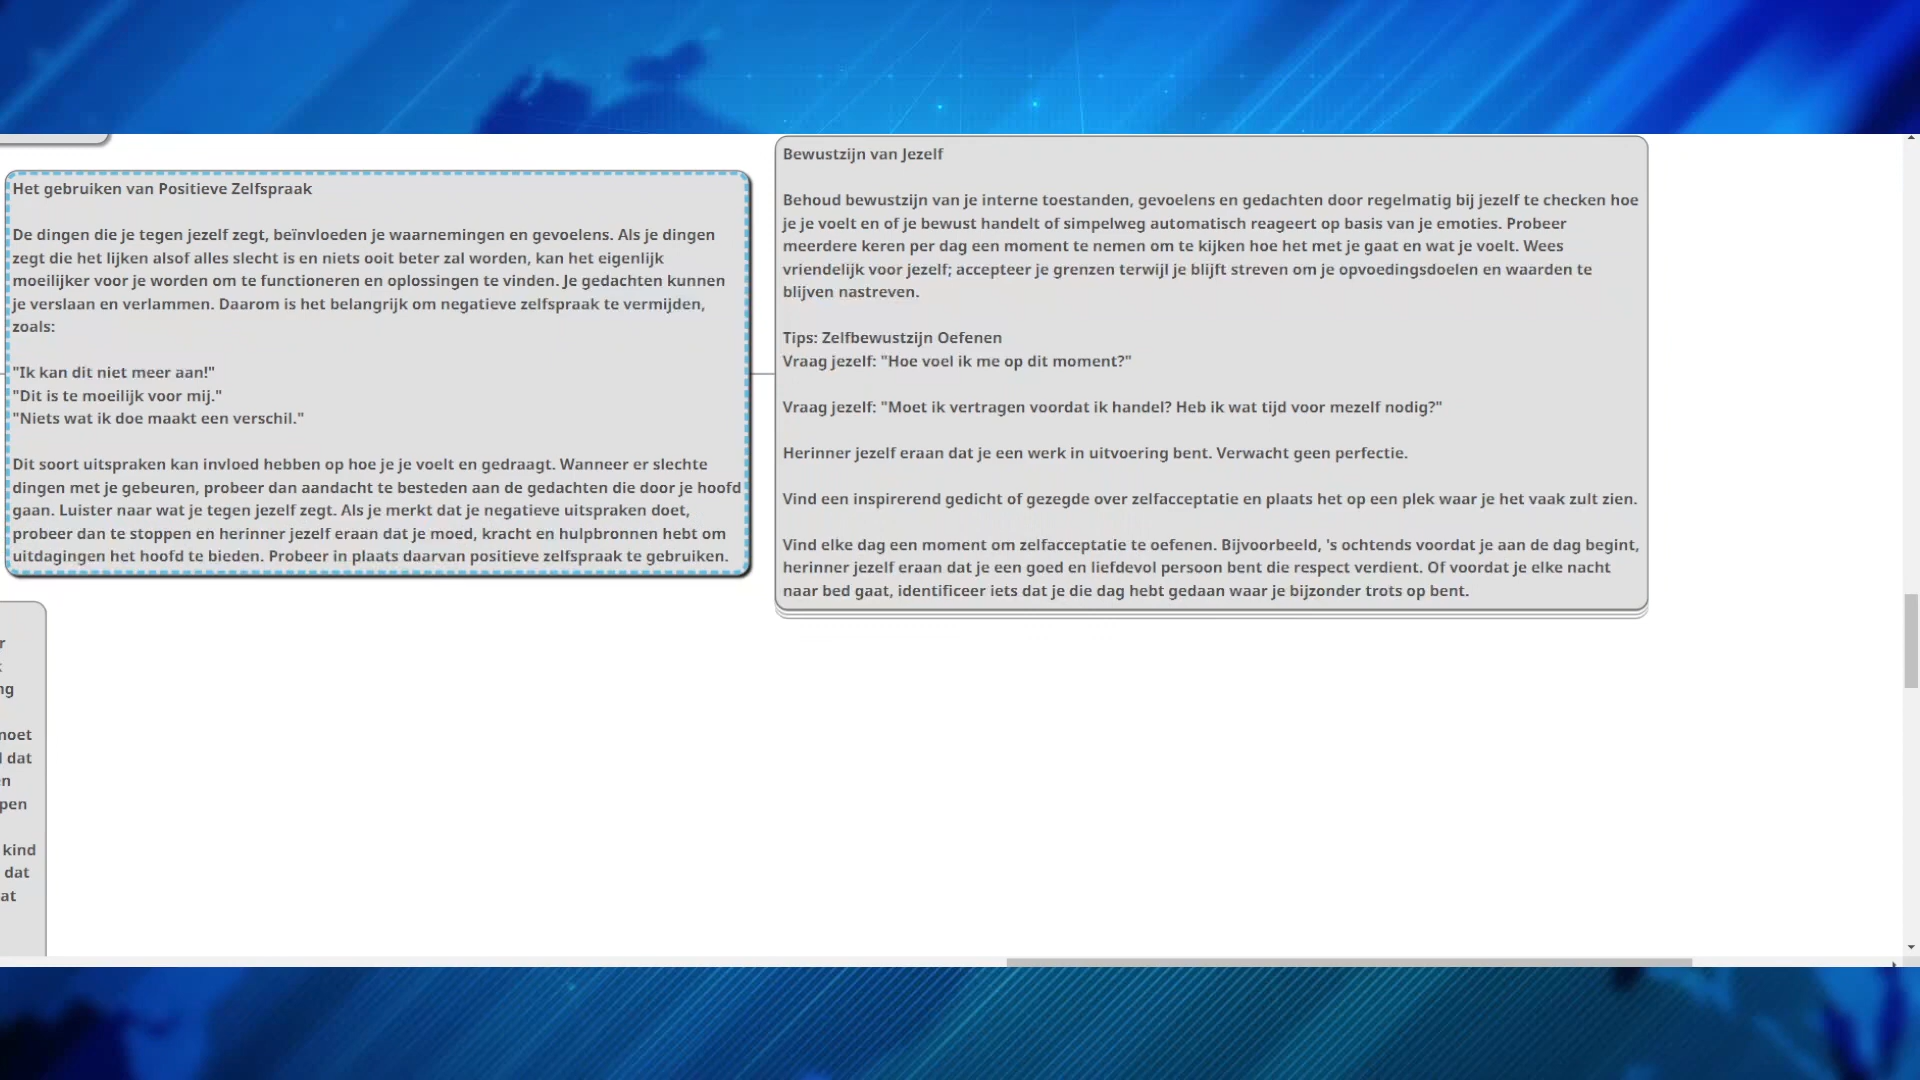 Het gebruiken van Positieve Zelfspraak
De dingen die je tegen jezelf zegt, beïnvloeden je waarnemingen en gevoelens. Als je dingen
zegt die het lijken alsof alles slecht is en niets ooit beter zal worden, kan het eigenlijk
moeilijker voor je worden om te functioneren en oplossingen te vinden. Je gedachten kunnen
je verslaan en verlammen. Daarom is het belangrijk om negatieve zelfspraak te vermijden,
zoals:
"Ik kan dit niet meer aan!"
"Dit is te moeilijk voor mij."
"Niets wat ik doe maakt een verschil."
Dit soort uitspraken kan invloed hebben op hoe je je voelt en gedraagt. Wanneer er slechte
dingen met je gebeuren, probeer dan aandacht te besteden aan de gedachten die door je hoofd
gaan. Luister naar wat je tegen jezelf zegt. Als je merkt dat je negatieve uitspraken doet,
probeer dan te stoppen en herinner jezelf eraan dat je moed, kracht en hulpbronnen hebt om
uitdagingen het hoofd te bieden. Probeer in plaats daarvan positieve zelfspraak te gebruiken.
Bewustzijn van Jezelf
Behoud bewustzijn van je interne toestanden, gevoelens en gedachten door regelmatig bij jezelf te checken hoe
je je voelt en of je bewust handelt of simpelweg automatisch reageert op basis van je emoties. Probeer
meerdere keren per dag een moment te nemen om te kijken hoe het met je gaat en wat je voelt. Wees
vriendelijk voor jezelf; accepteer je grenzen terwijl je blijft streven om je opvoedingsdoelen en waarden te
blijven nastreven.
Tips: Zelfbewustzijn Oefenen
Vraag jezelf: "Hoe voel ik me op dit moment?"
Vraag jezelf: "Moet ik vertragen voordat ik handel? Heb ik wat tijd voor mezelf nodig?"
Herinner jezelf eraan dat je een werk in uitvoering bent. Verwacht geen perfectie.
Vind een inspirerend gedicht of gezegde over zelfacceptatie en plaats het op een plek waar je het vaak zult zien.
Vind elke dag een moment om zelfacceptatie te oefenen. Bijvoorbeeld, 's ochtends voordat je aan de dag begint,
herinner jezelf eraan dat je een goed en liefdevol persoon bent die respect verdient. Of voordat je elke nacht
naar bed gaat, identificeer iets dat je die dag hebt gedaan waar je bijzonder trots op bent.
kind
dat